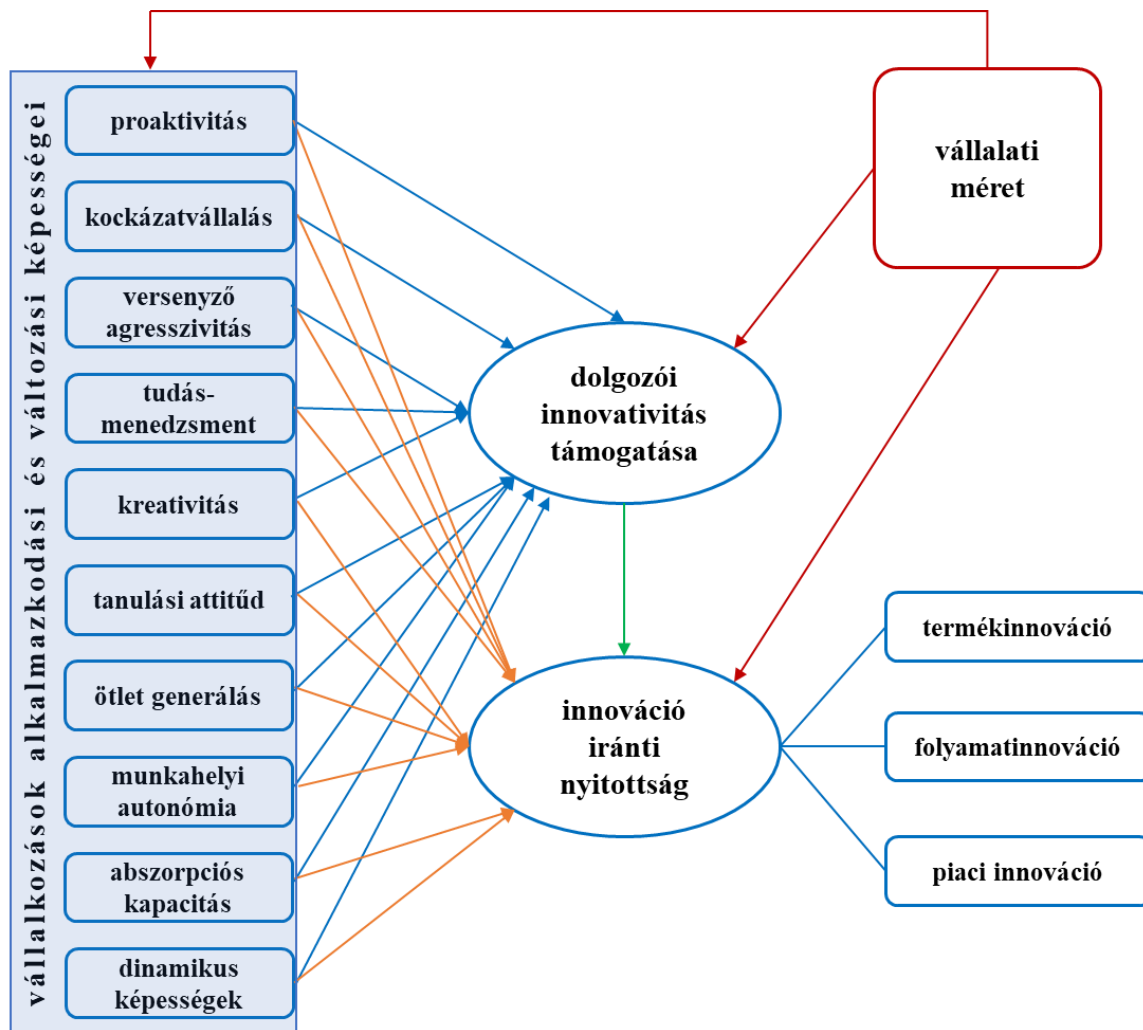 vállalkozások alkalmazkodási és változási képességei
proaktivitás
kockázatvállalás
versenyző
agresszivitás
tudás-
menedzsment
kreativitás
tanulási attitűd
ötlet generálás
munkahelyi
autonómia
abszorpciós
kapacitás
dinamikus
képességek
dolgozói
innovativitás
támogatása
innováció
iránti
nyitottság
vállalati
méret
termékinnováció
folyamatinnováció
piaci innováció